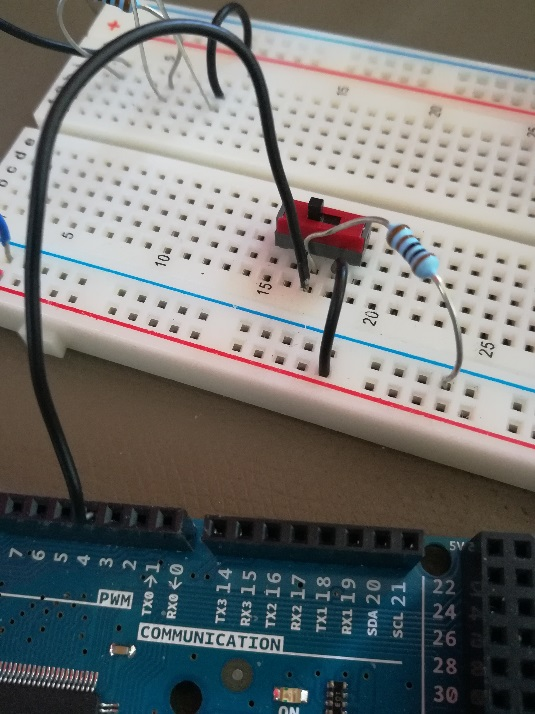 +
15
20
25
c d e
5
10
15
20
25
7 6 5 4 3 2 TX0→1 RX0←0
TX3 14
RX3 15
TX2 16
RX2 17
TX1 18
RX1 19
SDA 20
SCL 21
5V
22
24
26
28
30
PWM
COMMUNICATION
ON